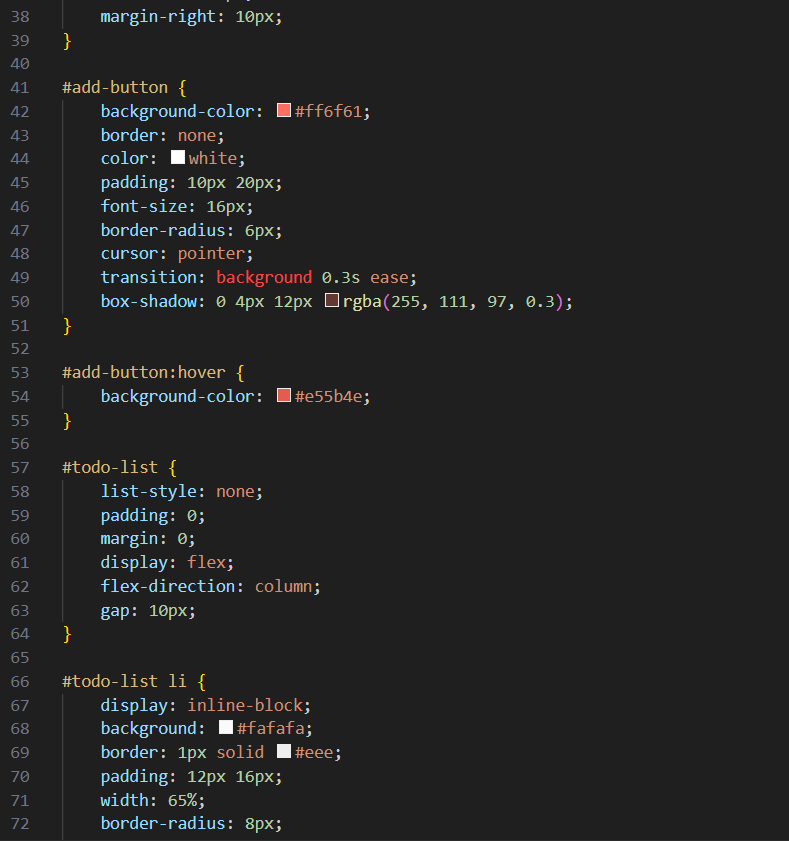 38 margin-right: 10px;
39 }
40
41 #add-button {
42 background-color: #ff6f61;
43 border: none;
44 color: white;
45 padding: 10px 20px;
46 font-size: 16px;
47 border-radius: 6px;
48 cursor: pointer;
49 transition: background 0.3s ease;
50 box-shadow: 0 4px 12px rgba(255, 111, 97, 0.3);
51 }
52
53 #add-button:hover {
54 background-color: #e55b4e;
55 }
56
57 #todo-list {
58 list-style: none;
59 padding: 0;
60 margin: 0;
61 display: flex;
62 flex-direction: column;
63 gap: 10px;
64 }
65
66 #todo-list li {
67 display: inline-block;
68 background: #fafafa;
69 border: 1px solid #eee;
70 padding: 12px 16px;
71 width: 65%;
72 border-radius: 8px;